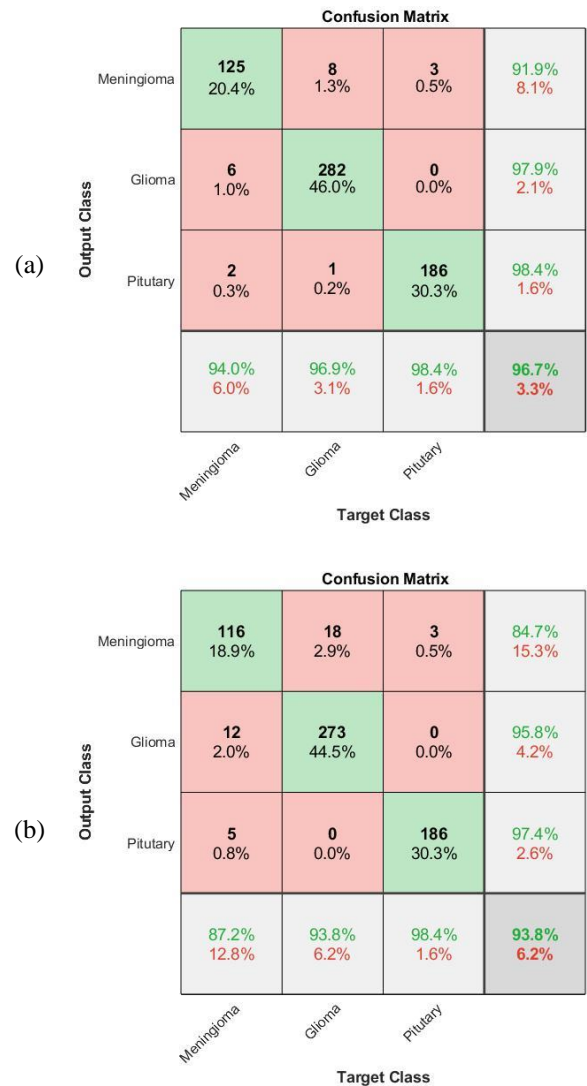 Confusion Matrix
Meningioma 125 8 3 91.9%
20.4% 1.3% 0.5% 8.1%
Glioma 6 282 0 97.9%
1.0% 46.0% 0.0% 2.1%
Pitutary 2 1 186 98.4%
0.3% 0.2% 30.3% 1.6%
94.0% 96.9% 98.4% 96.7%
6.0% 3.1% 1.6% 3.3%
Meningioma Glioma Pitutary
Target Class
Output Class
(a)
Confusion Matrix
Meningioma 116 18 3 84.7%
18.9% 2.9% 0.5% 15.3%
Glioma 12 273 0 95.8%
2.0% 44.5% 0.0% 4.2%
Pitutary 5 0 186 97.4%
0.8% 0.0% 30.3% 2.6%
87.2% 93.8% 98.4% 93.8%
12.8% 6.2% 1.6% 6.2%
Meningioma Glioma Pitutary
Target Class
Output Class
(b)